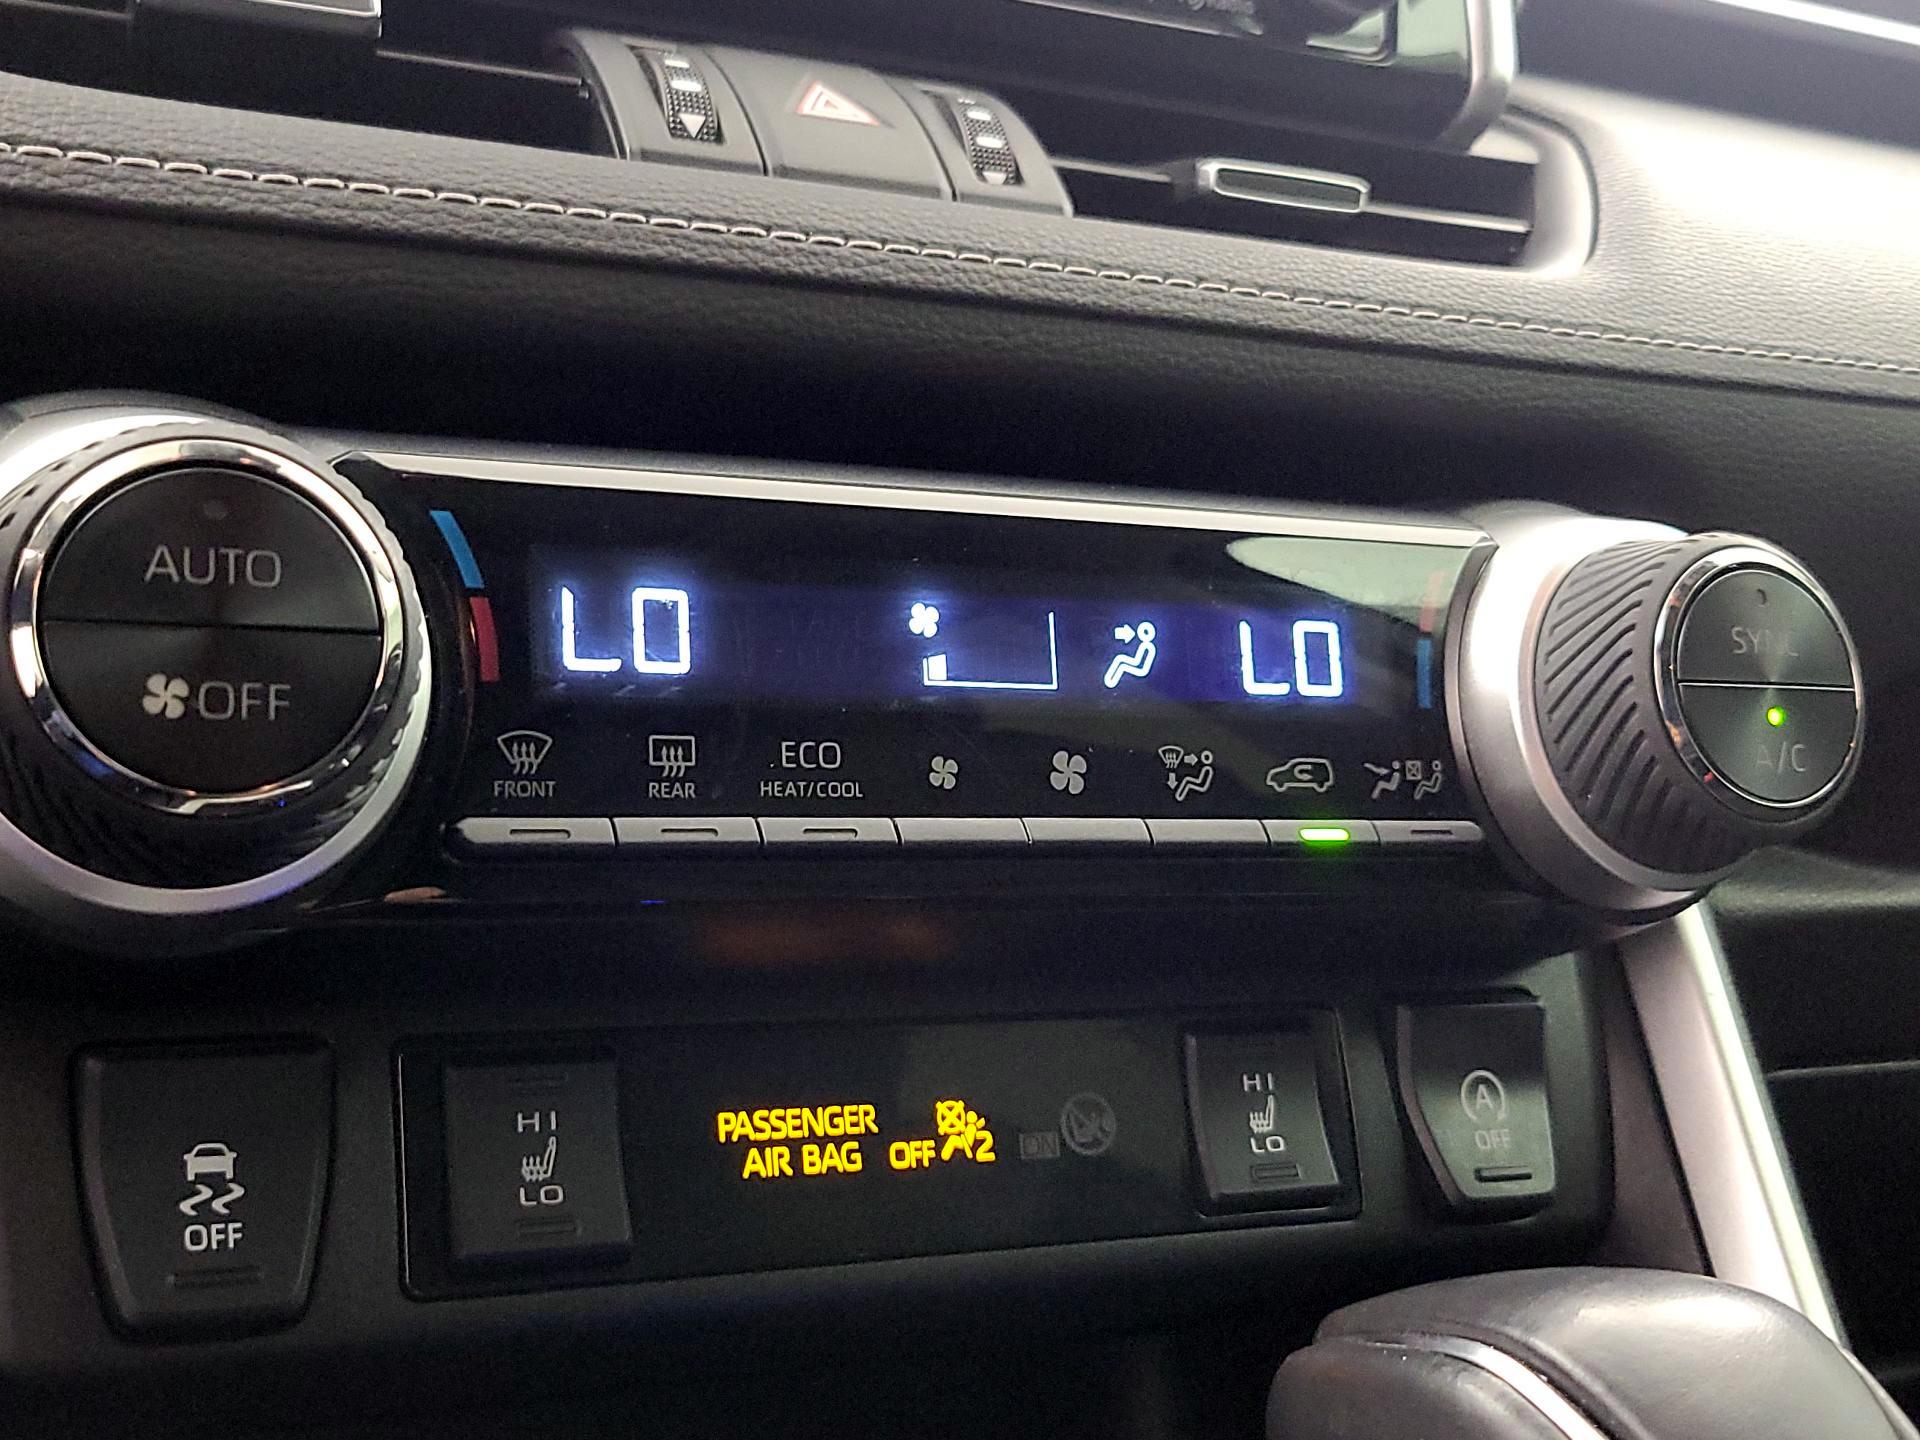 AUTO
OFF
LO
LO
SYNC
A/C
FRONT
REAR
ECO
HEAT/COOL
OFF
HI
LO
PASSENGER
AIR BAG OFF 2
ON
HI
LO
A
OFF